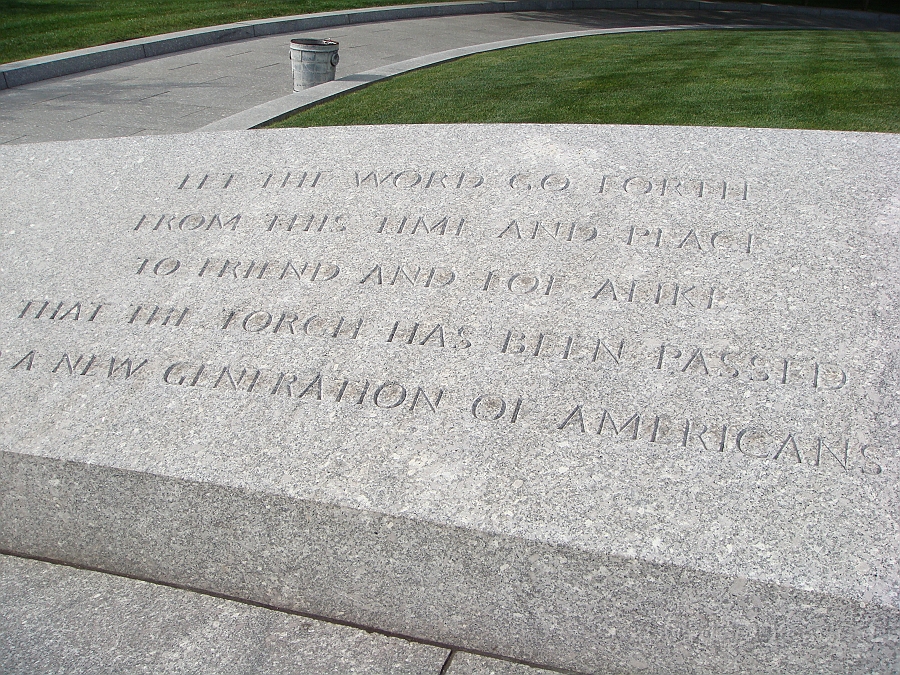 LET THE WORD GO FORTH
FROM THIS TIME AND PLACE
TO FRIEND AND FOE ALIKE
THAT THE TORCH HAS BEEN PASSED
A NEW GENERATION OF AMERICANS